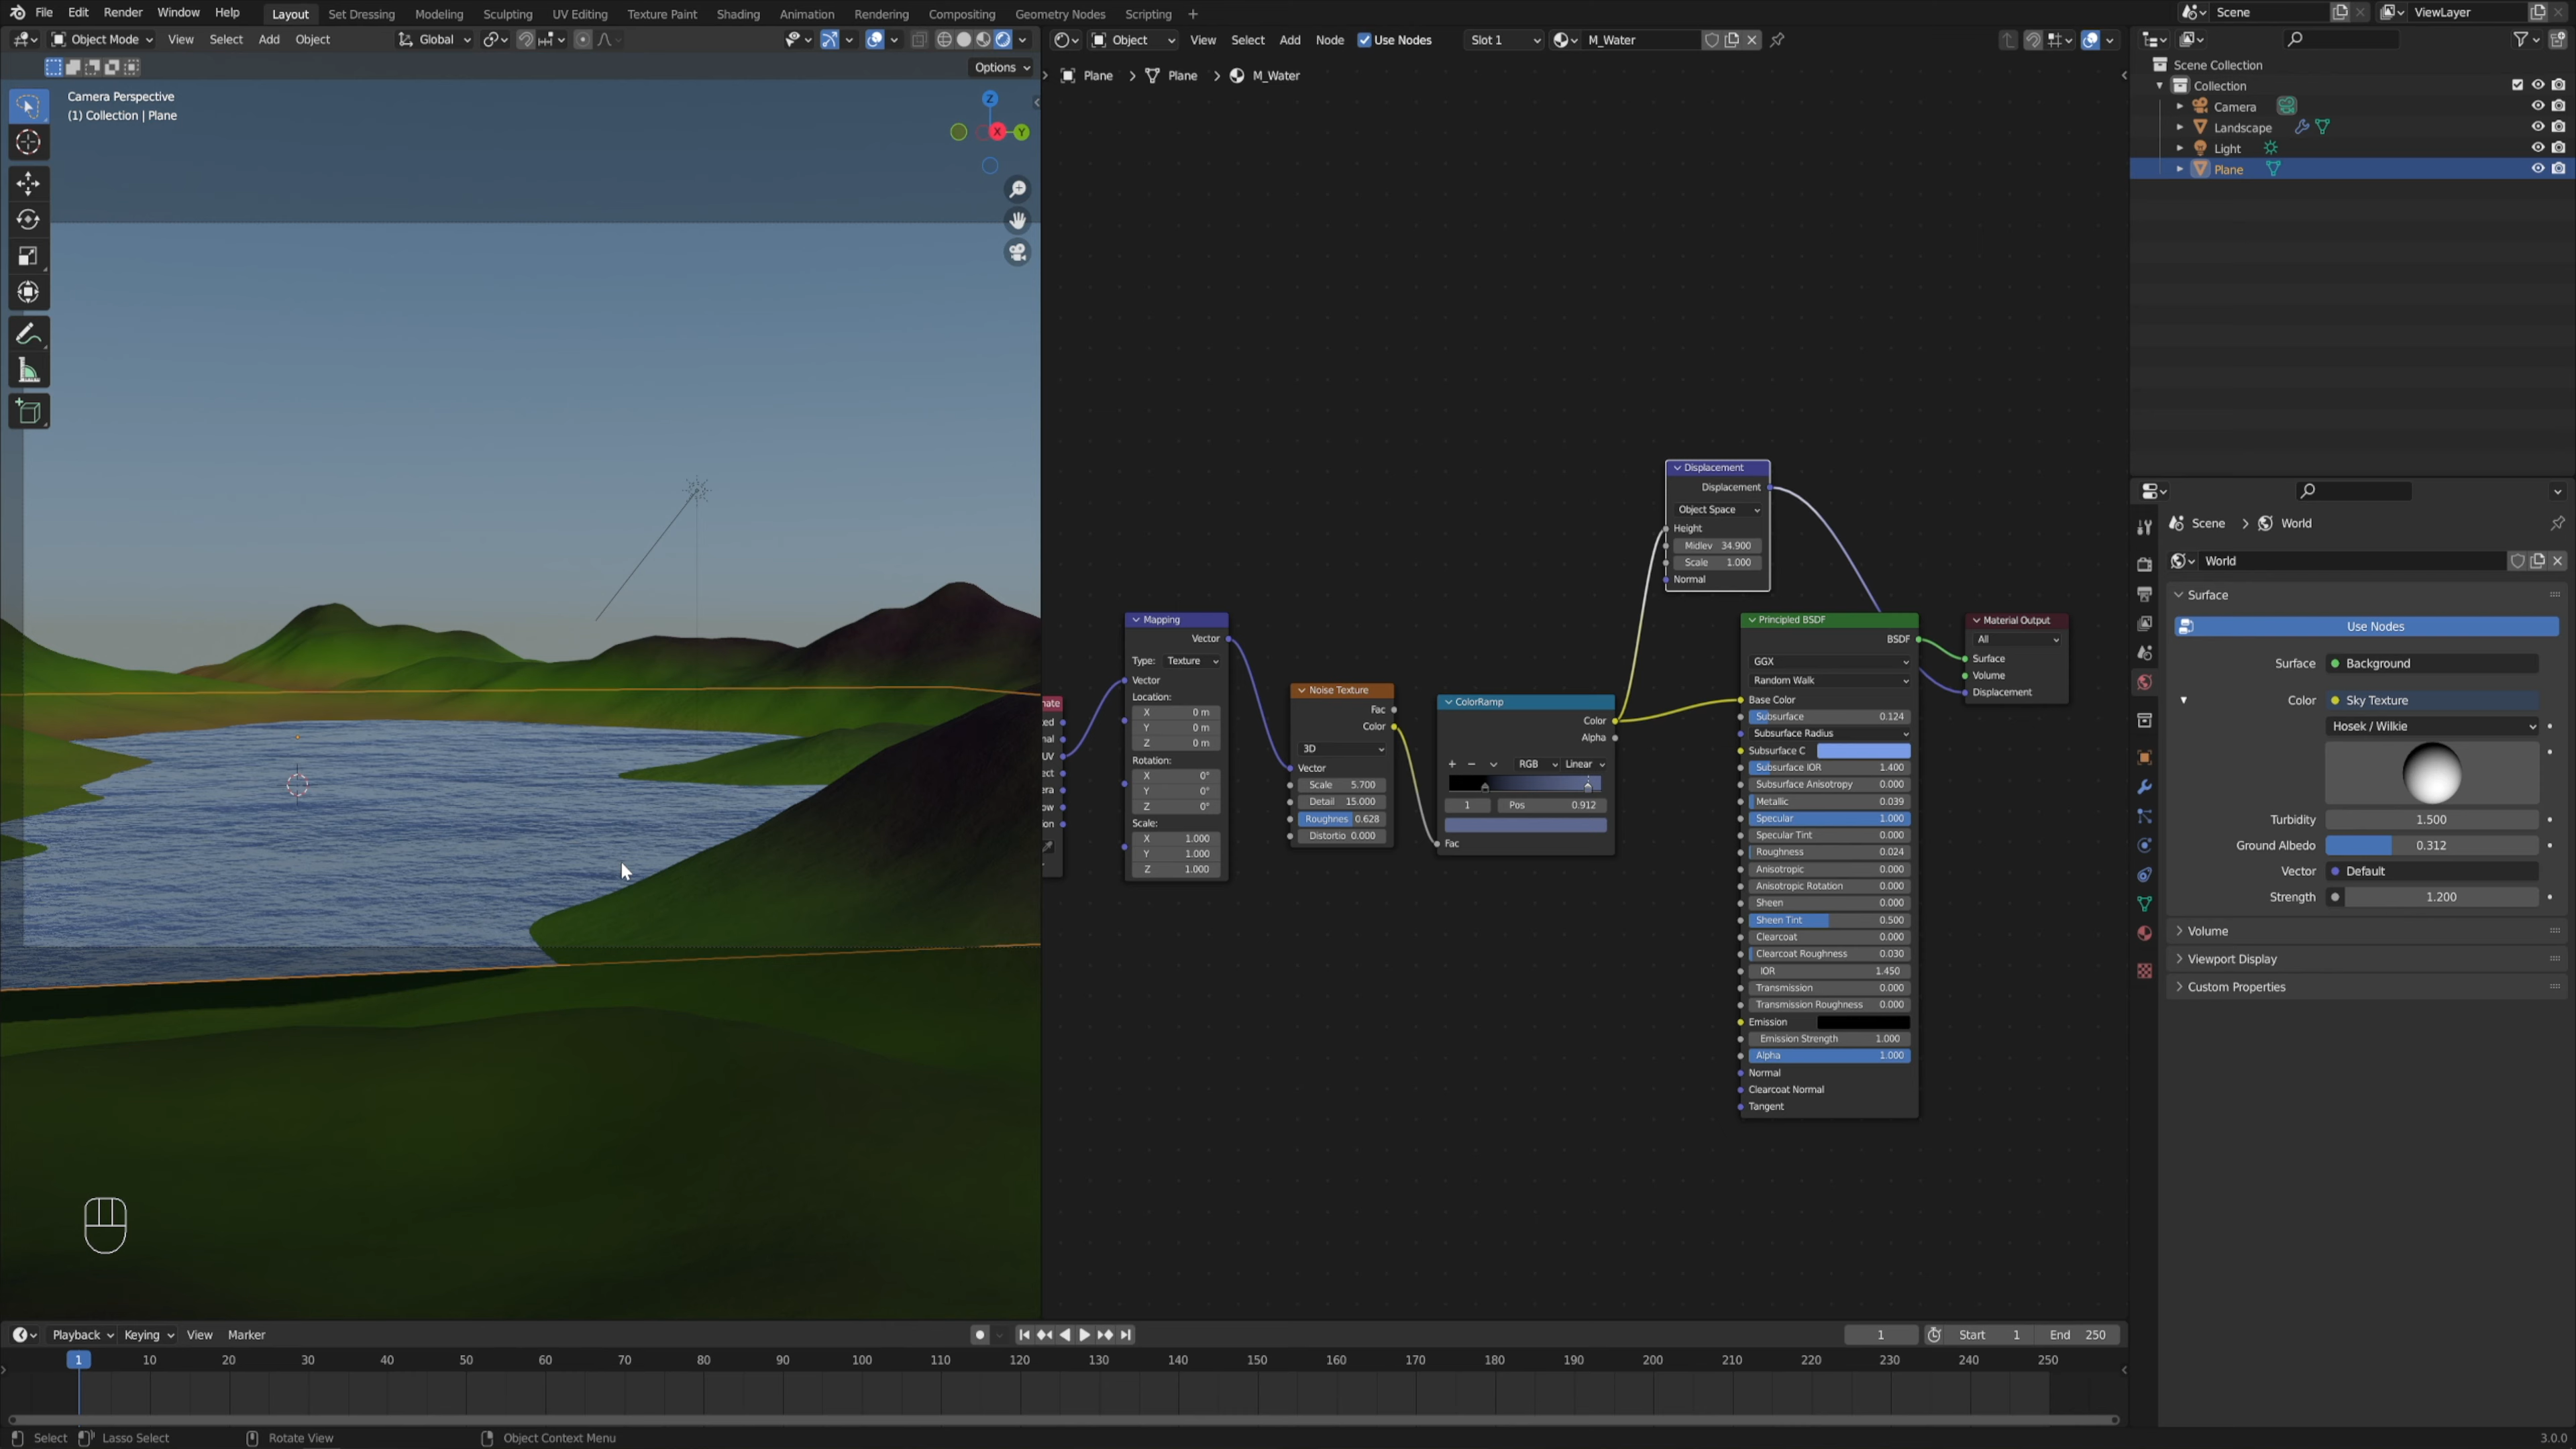 File Edit Render Window Help Layout Set Dressing Modeling Sculpting UV Editing Texture Paint Shading Animation Rendering Compositing Geometry Nodes Scripting + Scene ViewLayer
Object Mode View Select Add Object Global
Options
Camera Perspective
(1) Collection | Plane
Z
X
Y
Object View Select Add Node Use Nodes Slot 1 M_Water
Plane > Plane > M_Water
Displacement
Displacement
Object Space
Height
Midlev 34.900
Scale 1.000
Normal
nate
ed
nal
UV
ect
era
ow
ion
Mapping
Vector
Type: Texture
Vector
Location:
X 0 m
Y 0 m
Z 0 m
Rotation:
X 0°
Y 0°
Z 0°
Scale:
X 1.000
Y 1.000
Z 1.000
Noise Texture
Fac
Color
3D
Vector
Scale 5.700
Detail 15.000
Roughnes 0.628
Distortio 0.000
ColorRamp
Color
Alpha
+ − RGB Linear
1 Pos 0.912
Fac
Principled BSDF
BSDF
GGX
Random Walk
Base Color
Subsurface 0.124
Subsurface Radius
Subsurface C
Subsurface IOR 1.400
Subsurface Anisotropy 0.000
Metallic 0.039
Specular 1.000
Specular Tint 0.000
Roughness 0.024
Anisotropic 0.000
Anisotropic Rotation 0.000
Sheen 0.000
Sheen Tint 0.500
Clearcoat 0.000
Clearcoat Roughness 0.030
IOR 1.450
Transmission 0.000
Transmission Roughness 0.000
Emission
Emission Strength 1.000
Alpha 1.000
Normal
Clearcoat Normal
Tangent
Material Output
All
Surface
Volume
Displacement
Scene Collection
Collection
Camera
Landscape
Light
Plane
Scene > World
World
Surface
Use Nodes
Surface Background
Color Sky Texture
Hosek / Wilkie
Turbidity 1.500
Ground Albedo 0.312
Vector Default
Strength 1.200
Volume
Viewport Display
Custom Properties
Playback Keying View Marker 1 Start 1 End 250
1 10 20 30 40 50 60 70 80 90 100 110 120 130 140 150 160 170 180 190 200 210 220 230 240 250
Select Lasso Select Rotate View Object Context Menu 3.0.0